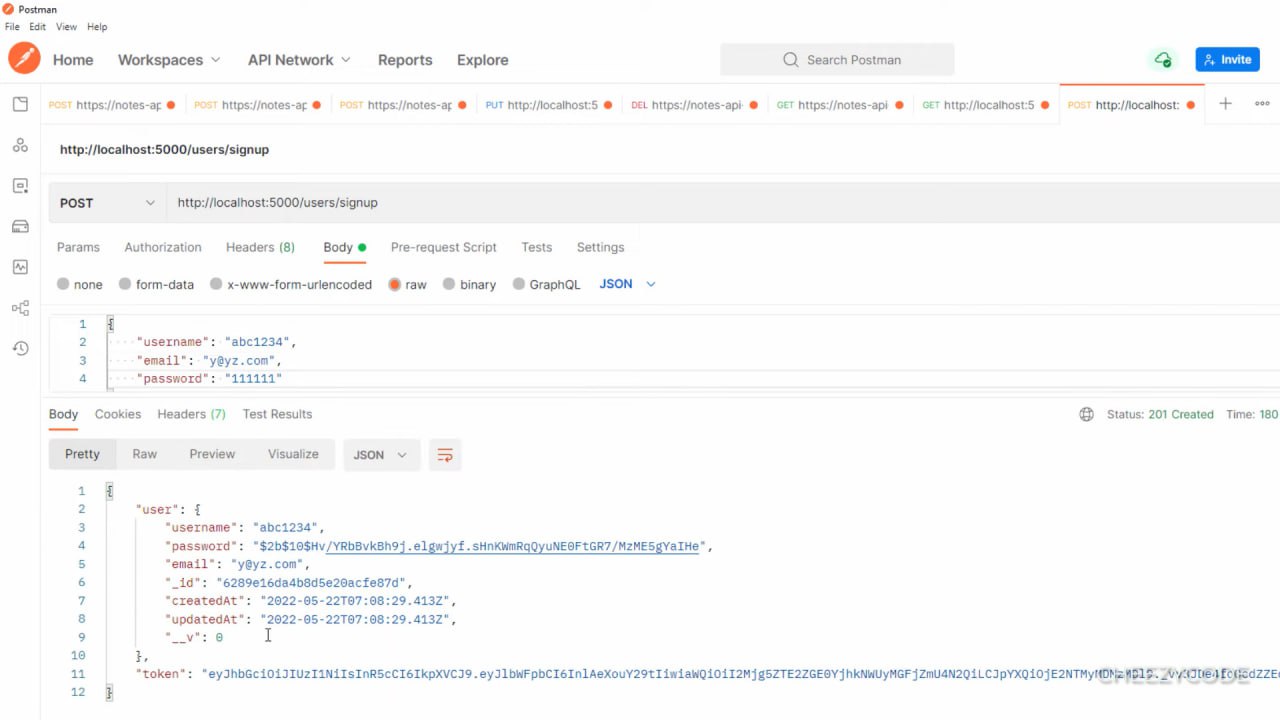 Postman
File Edit View Help
Home Workspaces API Network Reports Explore Search Postman Invite
POST https://notes-ap POST https://notes-ap POST https://notes-ap PUT http://localhost:5 DEL https://notes-api- GET https://notes-api- GET http://localhost:5 POST http://localhost:
http://localhost:5000/users/signup
POST http://localhost:5000/users/signup
Params Authorization Headers (8) Body Pre-request Script Tests Settings
none form-data x-www-form-urlencoded raw binary GraphQL JSON
1 {
2 "username": "abc1234",
3 "email": "y@yz.com",
4 "password": "111111"
Body Cookies Headers (7) Test Results Status: 201 Created Time: 180
Pretty Raw Preview Visualize JSON
1 {
2 "user": {
3 "username": "abc1234",
4 "password": "$2b$10$Hv/YRbBvkBh9j.elgwjyf.sHnKWmRqQyuNE0FtGR7/MzME5gYaIHe",
5 "email": "y@yz.com",
6 "_id": "6289e16da4b8d5e20acfe87d",
7 "createdAt": "2022-05-22T07:08:29.413Z",
8 "updatedAt": "2022-05-22T07:08:29.413Z",
9 "__v": 0
10 },
11 "token":
12 }
CHEEZYCODE